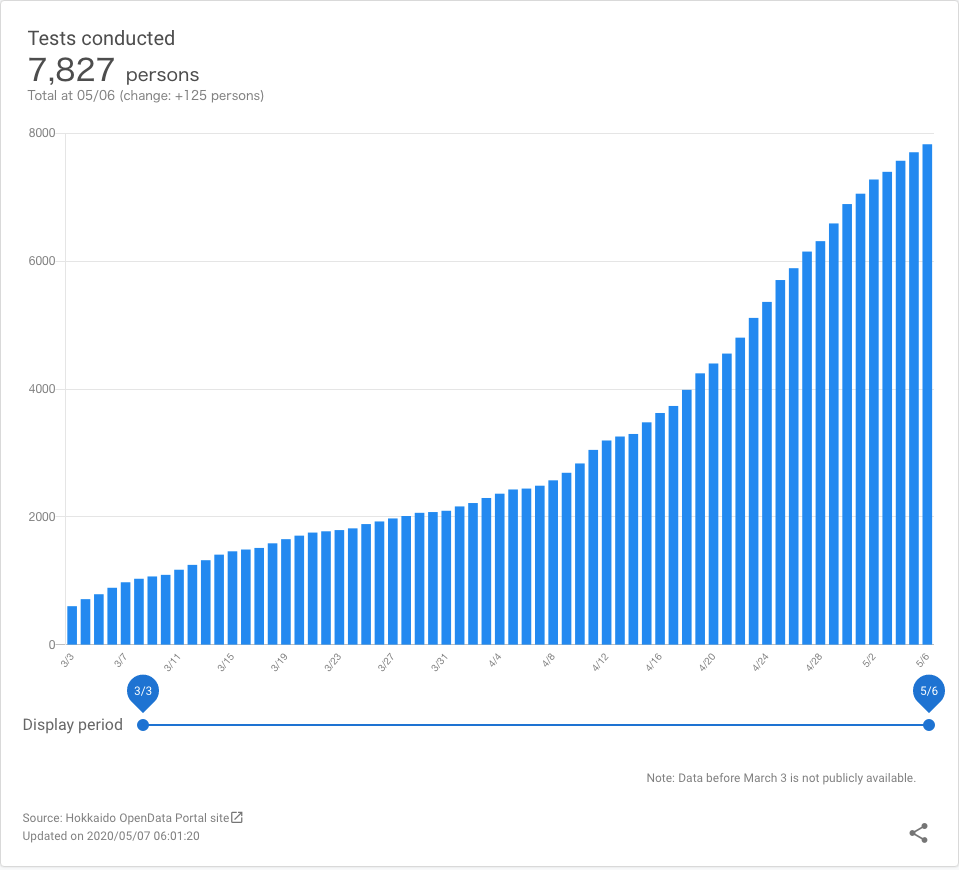 Tests conducted
7,827 persons
Total at 05/06 (change: +125 persons)
8000
6000
4000
2000
0
3/3 3/7 3/11 3/15 3/19 3/23 3/27 3/31 4/4 4/8 4/12 4/16 4/20 4/24 4/28 5/2 5/6
3/3 5/6
Display period
Note: Data before March 3 is not publicly available.
Source: Hokkaido OpenData Portal site
Updated on 2020/05/07 06:01:20